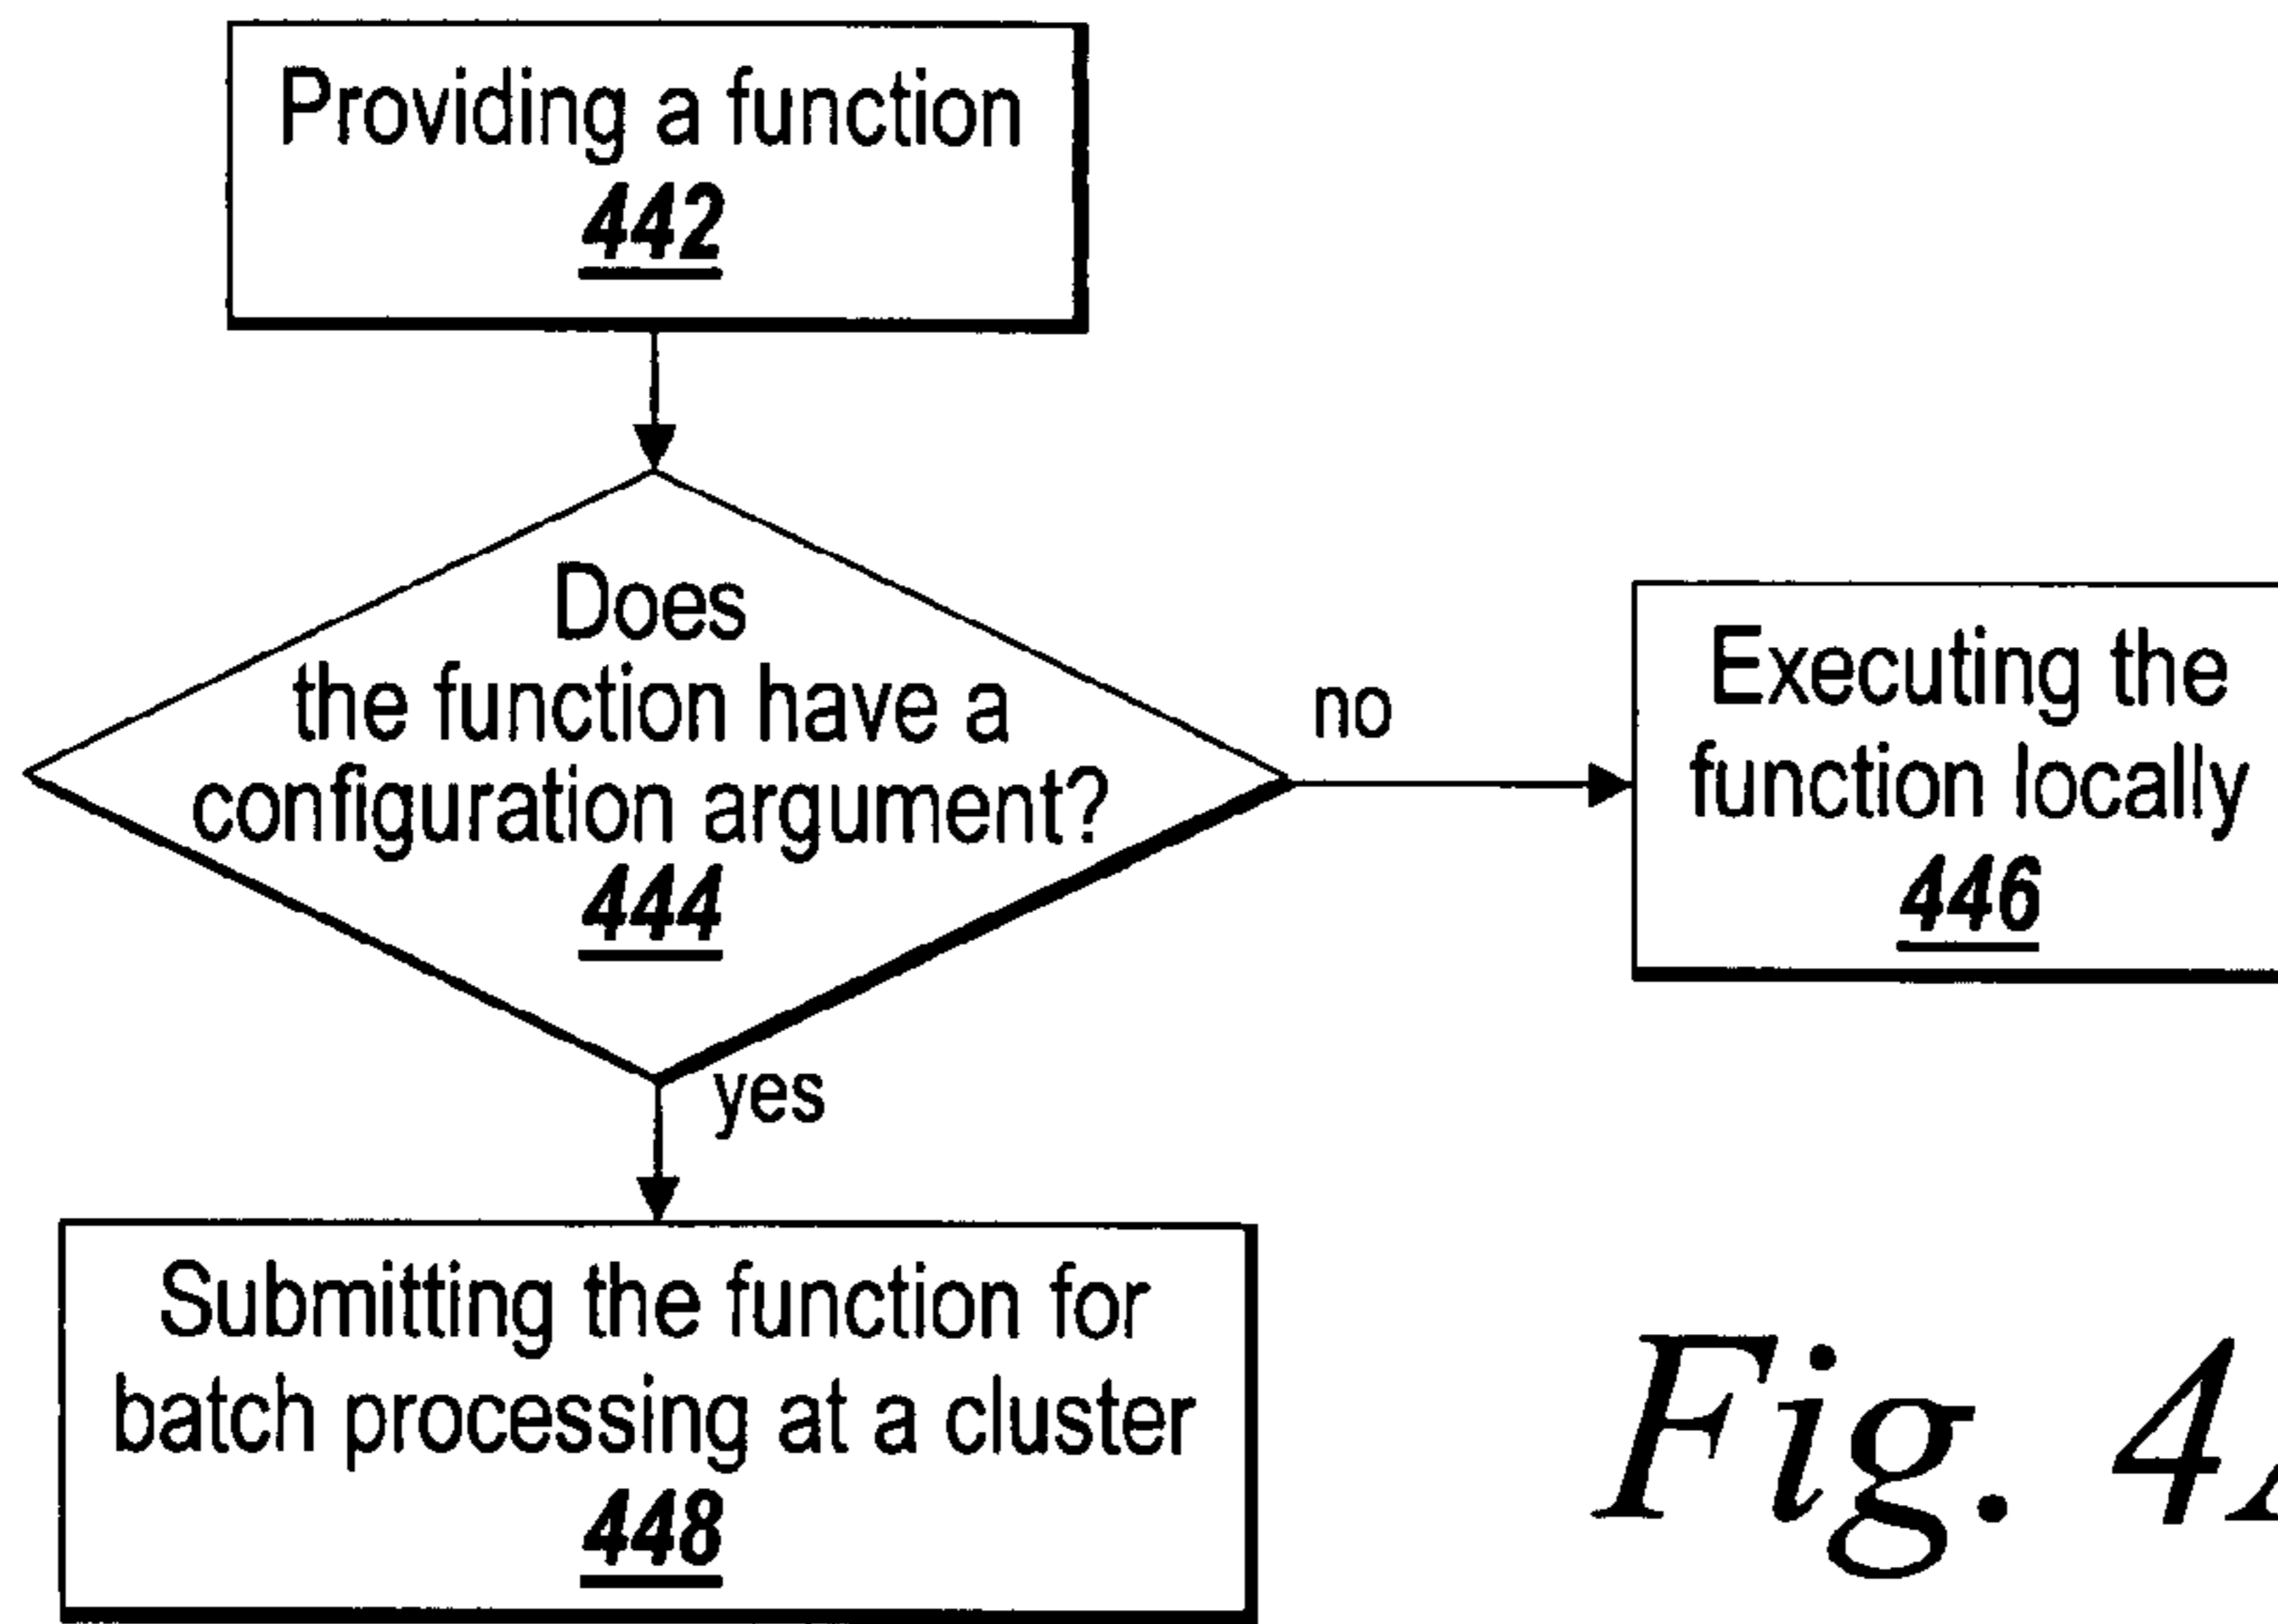 Providing a function
442
Does
the function have a
configuration argument?
444
no
Executing the
function locally
446
yes
Submitting the function for
batch processing at a cluster
448
Fig.